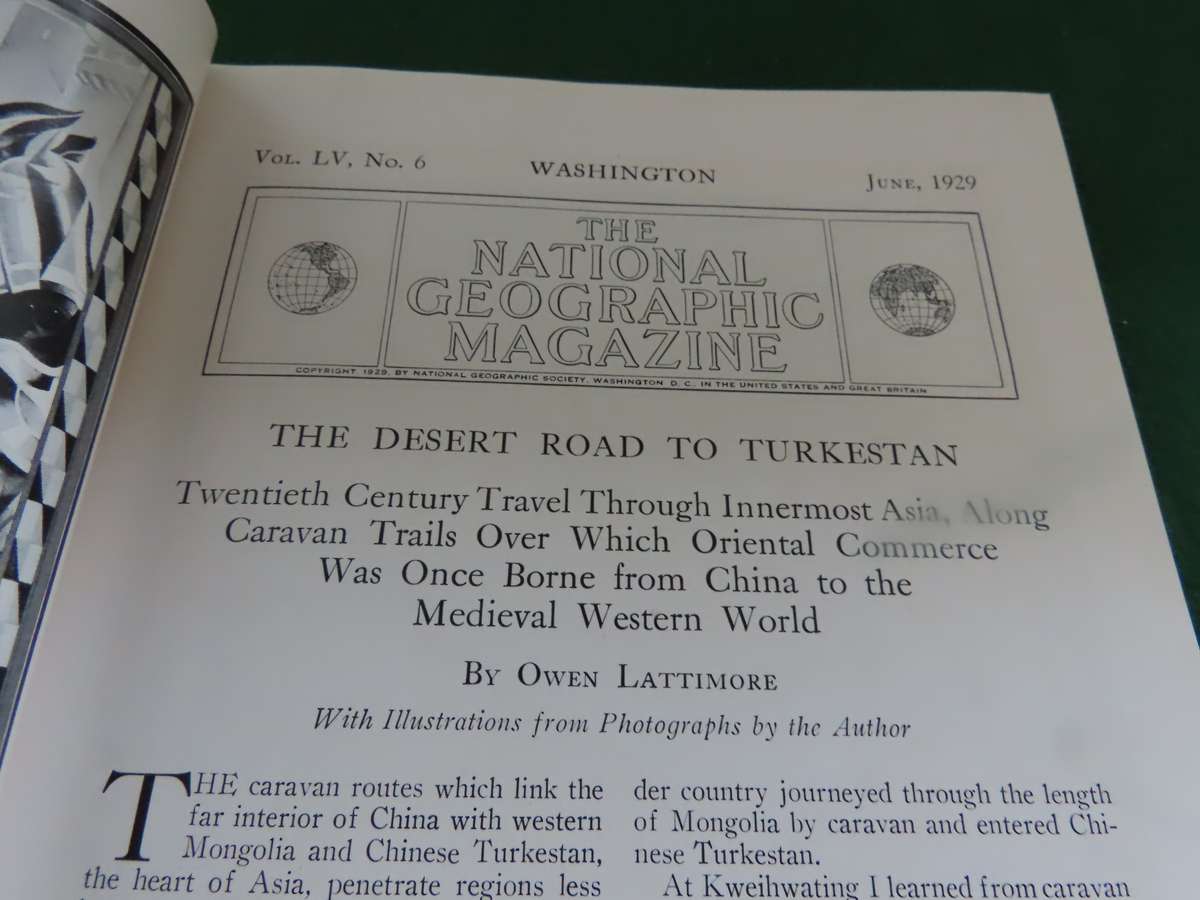 VOL. LV, No. 6 WASHINGTON JUNE, 1929
THE
NATIONAL
GEOGRAPHIC
MAGAZINE
COPYRIGHT, 1929, BY NATIONAL GEOGRAPHIC SOCIETY, WASHINGTON D. C. IN THE UNITED STATES AND GREAT BRITAIN
THE DESERT ROAD TO TURKESTAN
Twentieth Century Travel Through Innermost Asia, Along
Caravan Trails Over Which Oriental Commerce
Was Once Borne from China to the
Medieval Western World
BY OWEN LATTIMORE
With Illustrations from Photographs by the Author
THE caravan routes which link the
far interior of China with western
Mongolia and Chinese Turkestan,
the heart of Asia, penetrate regions less
der country journeyed through the length
of Mongolia by caravan and entered Chi-
nese Turkestan.
At Kweihwating I learned from caravan